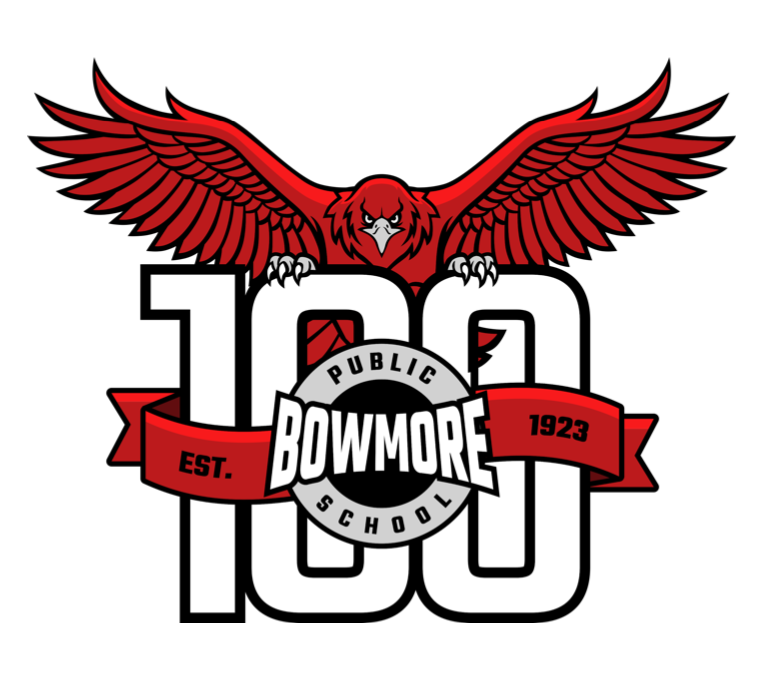 100
PUBLIC
BOWMORE
SCHOOL
EST.
1923